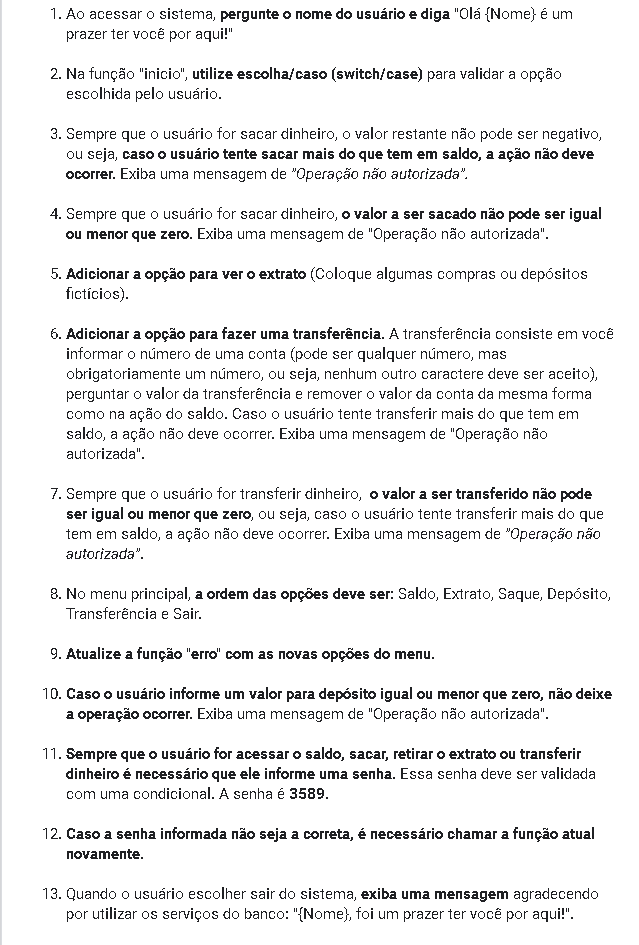 1. Ao acessar o sistema, pergunte o nome do usuário e diga "Olá {Nome} é um
prazer ter você por aqui!"
2. Na função "inicio", utilize escolha/caso (switch/case) para validar a opção
escolhida pelo usuário.
3. Sempre que o usuário for sacar dinheiro, o valor restante não pode ser negativo,
ou seja, caso o usuário tente sacar mais do que tem em saldo, a ação não deve
ocorrer. Exiba uma mensagem de "Operação não autorizada".
4. Sempre que o usuário for sacar dinheiro, o valor a ser sacado não pode ser igual
ou menor que zero. Exiba uma mensagem de "Operação não autorizada".
5. Adicionar a opção para ver o extrato (Coloque algumas compras ou depósitos
fictícios).
6. Adicionar a opção para fazer uma transferência. A transferência consiste em você
informar o número de uma conta (pode ser qualquer número, mas
obrigatoriamente um número, ou seja, nenhum outro caractere deve ser aceito),
perguntar o valor da transferência e remover o valor da conta da mesma forma
como na ação do saldo. Caso o usuário tente transferir mais do que tem em
saldo, a ação não deve ocorrer. Exiba uma mensagem de "Operação não
autorizada".
7. Sempre que o usuário for transferir dinheiro, o valor a ser transferido não pode
ser igual ou menor que zero, ou seja, caso o usuário tente transferir mais do que
tem em saldo, a ação não deve ocorrer. Exiba uma mensagem de "Operação não
autorizada".
8. No menu principal, a ordem das opções deve ser: Saldo, Extrato, Saque, Depósito,
Transferência e Sair.
9. Atualize a função "erro" com as novas opções do menu.
10. Caso o usuário informe um valor para depósito igual ou menor que zero, não deixe
a operação ocorrer. Exiba uma mensagem de "Operação não autorizada".
11. Sempre que o usuário for acessar o saldo, sacar, retirar o extrato ou transferir
dinheiro é necessário que ele informe uma senha. Essa senha deve ser validada
com uma condicional. A senha é 3589.
12. Caso a senha informada não seja a correta, é necessário chamar a função atual
novamente.
13. Quando o usuário escolher sair do sistema, exiba uma mensagem agradecendo
por utilizar os serviços do banco: "{Nome}, foi um prazer ter você por aqui!".